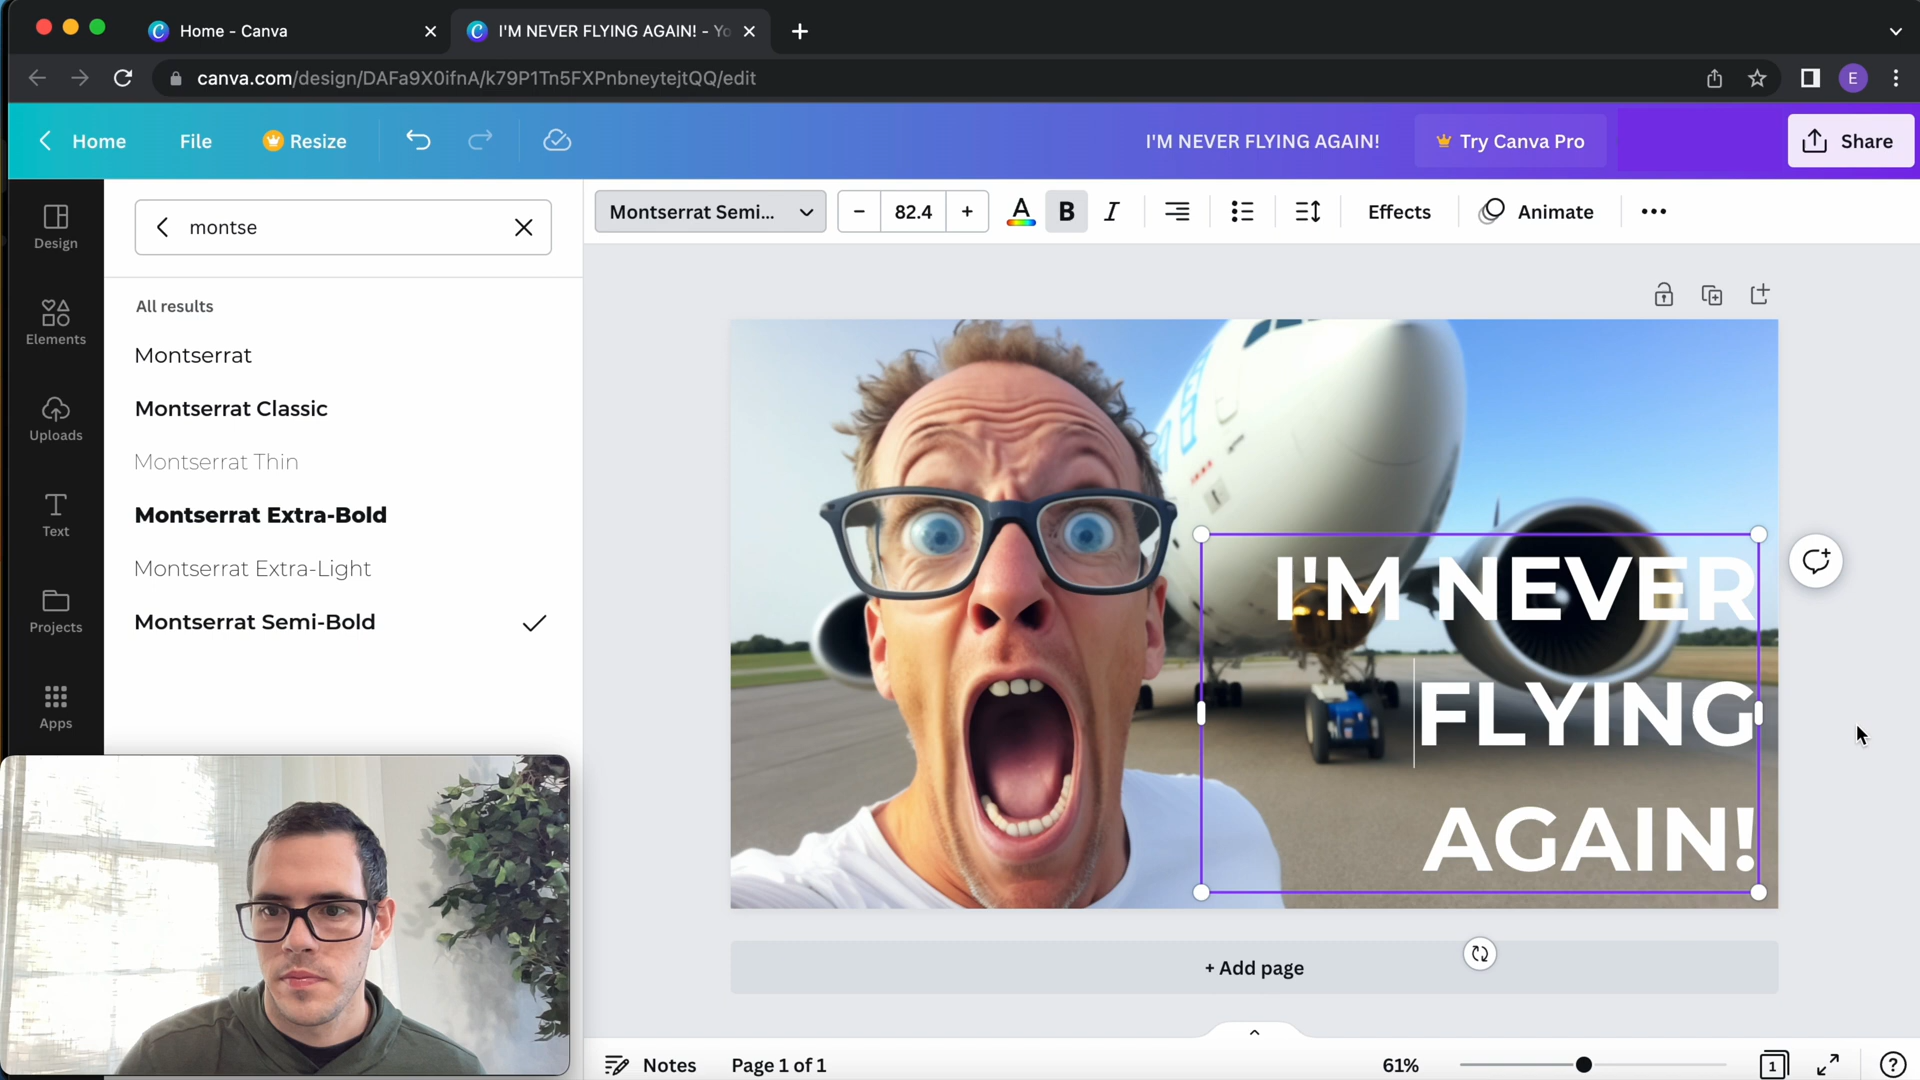 Home - Canva
I'M NEVER FLYING AGAIN! - Yo
canva.com/design/DAFa9X0ifnA/k79P1Tn5FXPnbneytejtQQ/edit
E
Home
File
Resize
I'M NEVER FLYING AGAIN!
Try Canva Pro
Share
Montserrat Semi...
− 82.4 +
A
B
I
Effects
Animate
Design
Elements
Uploads
Text
Projects
Apps
montse
All results
Montserrat
Montserrat Classic
Montserrat Thin
Montserrat Extra-Bold
Montserrat Extra-Light
Montserrat Semi-Bold
I'M NEVER
FLYING
AGAIN!
+ Add page
Notes
Page 1 of 1
61%
1
?